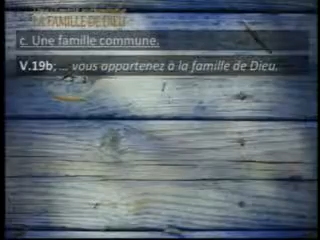 LA FAMILLE DE DIEU
c. Une famille commune.
V.19b; ... vous appartenez à la famille de Dieu.